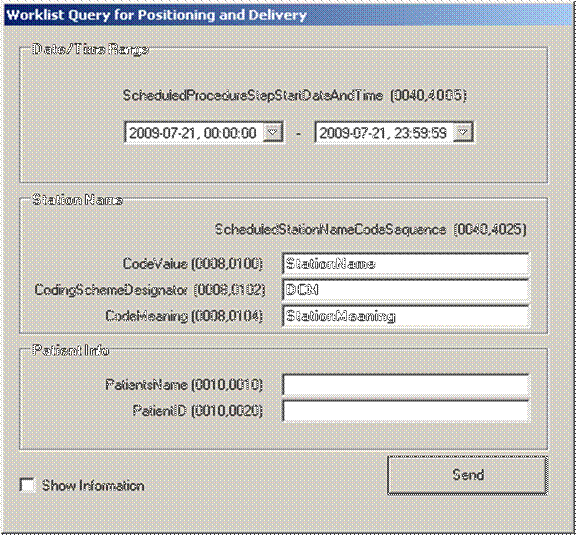 Worklist Query for Positioning and Delivery
Date/Time Range
ScheduledProcedureStepStartDateAndTime (0040,4005)
2009-07-21, 00:00:00 - 2009-07-21, 23:59:59
Station Name
ScheduledStationNameCodeSequence (0040,4025)
CodeValue (0008,0100) StationName
CodingSchemeDesignator (0008,0102) DCM
CodeMeaning (0008,0104) StationMeaning
Patient Info
PatientsName (0010,0010)
PatientID (0010,0020)
Send
Show Information